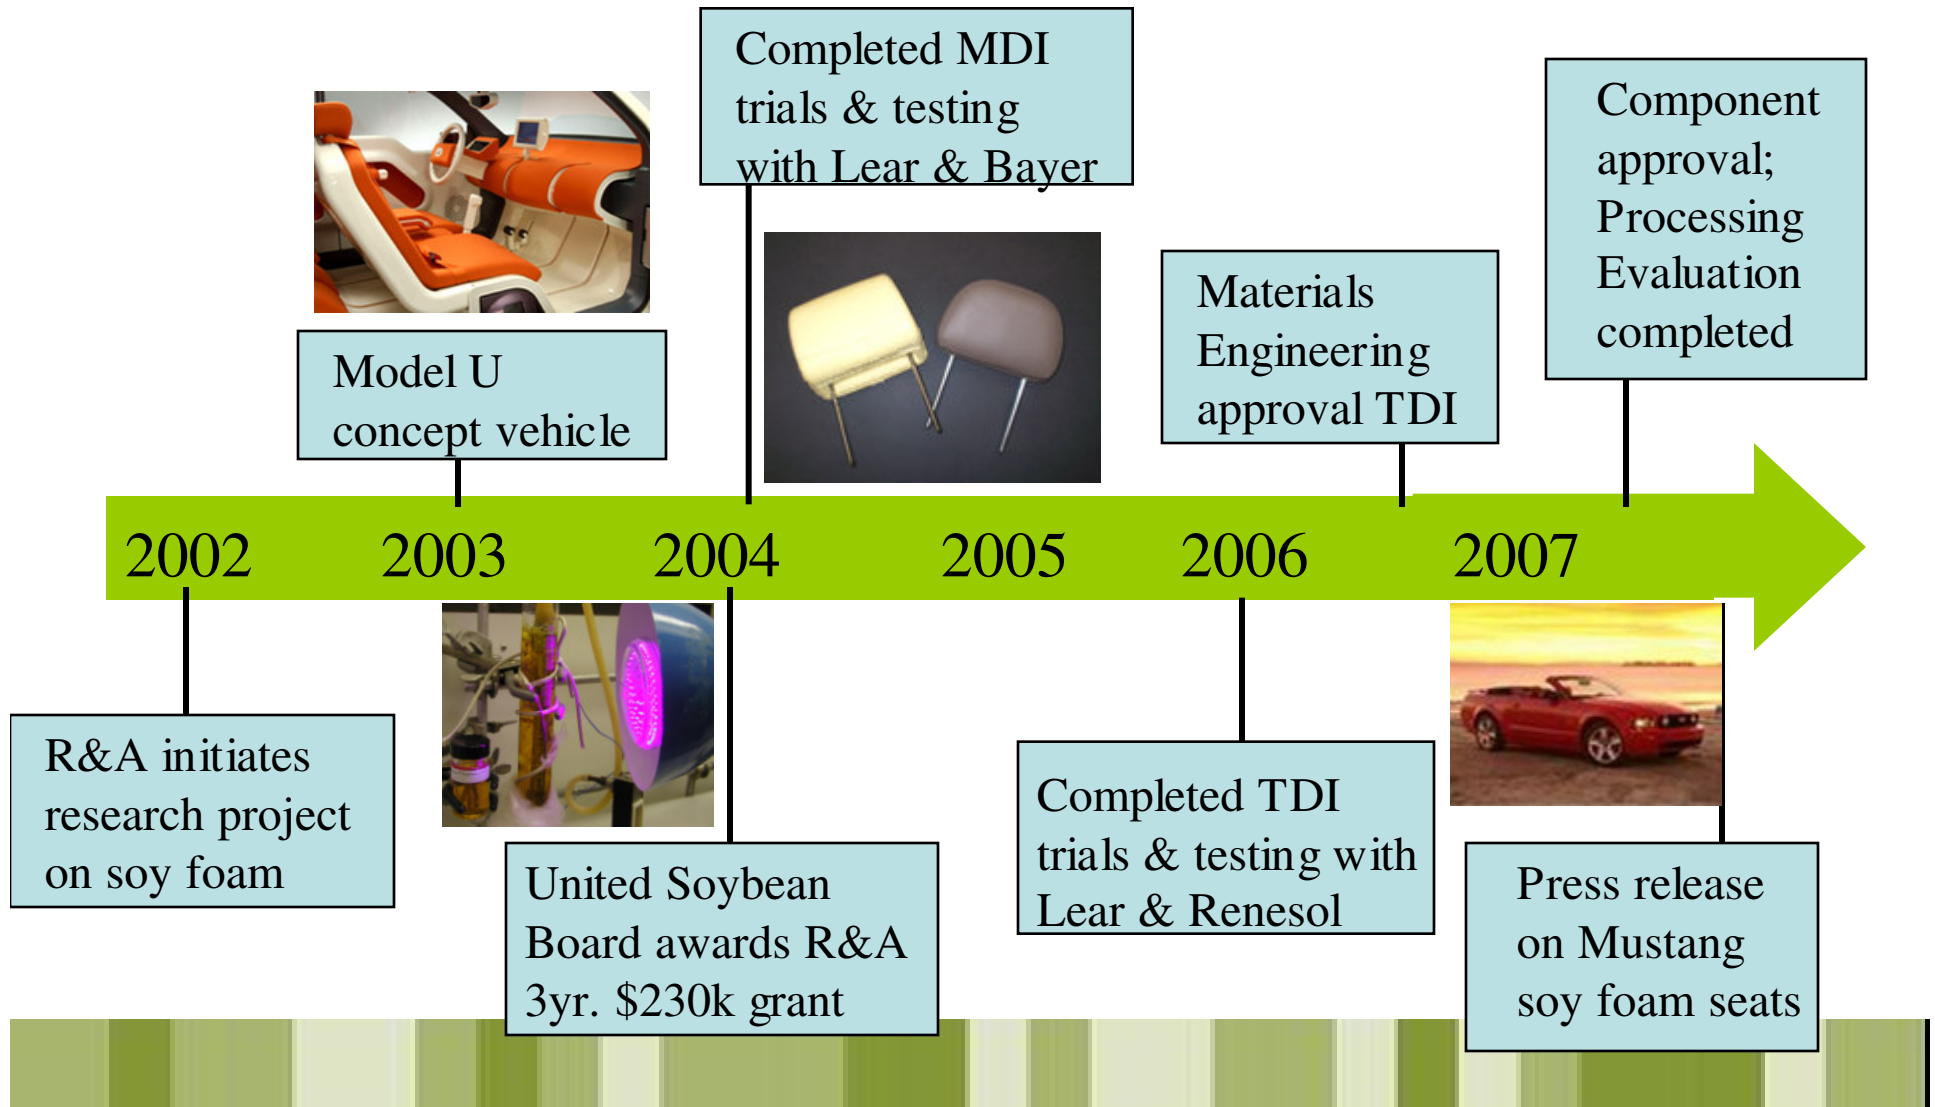 Completed MDI
trials & testing
with Lear & Bayer
Component
approval;
Processing
Evaluation
completed
Materials
Engineering
approval TDI
Model U
concept vehicle
2002
2003
2004
2005
2006
2007
R&A initiates
research project
on soy foam
United Soybean
Board awards R&A
3yr. $230k grant
Completed TDI
trials & testing with
Lear & Renesol
Press release
on Mustang
soy foam seats